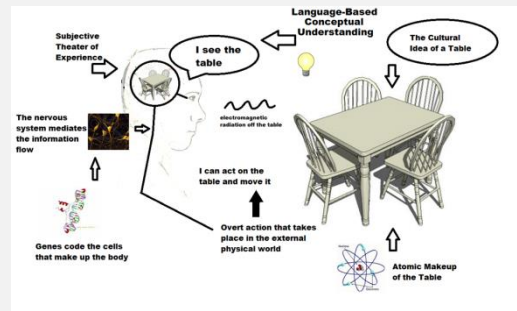 Language-Based
Conceptual
Understanding
Subjective
Theater of
Experience
I see the
table
The Cultural
Idea of a Table
The nervous
system mediates
the information
flow
electromagnetic
radiation off the table
I can act on the
table and move it
Genes code the cells
that make up the body
Overt action that takes
place in the external
physical world
Atomic Makeup
of the Table